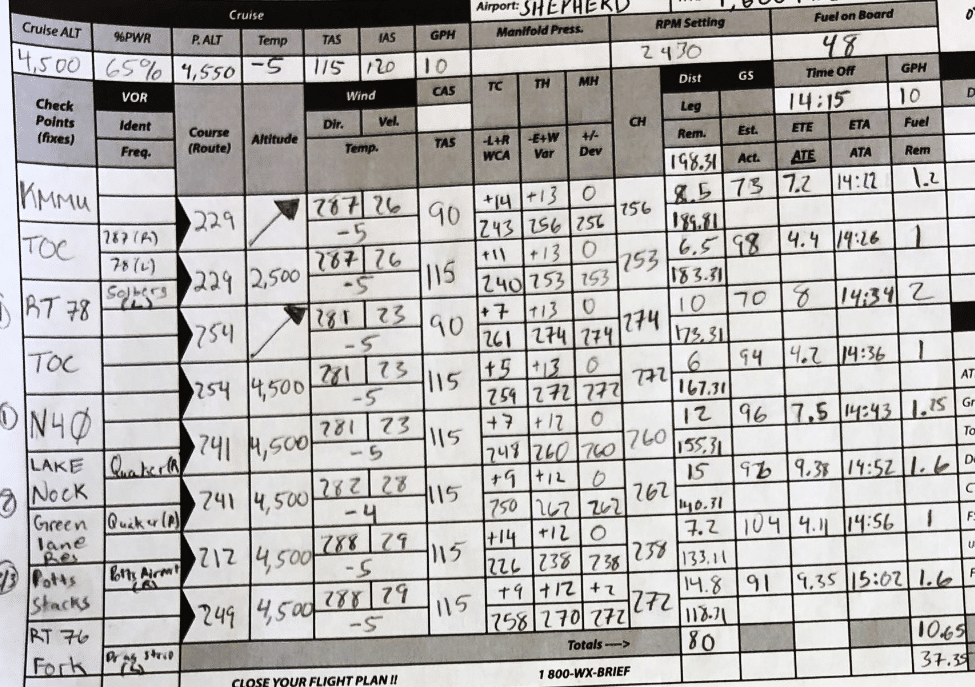 Airport: SHEPHERD
Cruise
Cruise ALT %PWR P. ALT Temp TAS IAS GPH Manifold Press. RPM Setting Fuel on Board
4,500 65% 4,550 -5 115 120 10 2430 48
Check Points (fixes) VOR Course (Route) Altitude Wind CAS TC TH MH CH Dist GS Time Off GPH
14:15 10
Ident Dir. Vel. Leg
Freq. Temp. TAS -L+R WCA -E+W Var +/- Dev Rem. Est. ETE ETA Fuel
198.31 Act. ATE ATA Rem
KMMU 229 287 26 90 +14 +13 0 256 8.5 73 7.2 14:22 1.2
-5 243 256 256 189.81
TOC 287(R) 229 2,500 287 26 115 +11 +13 0 253 6.5 98 4.4 14:26 1
78(L) -5 240 253 253 183.31
RT 78 Solberg (L) 254 281 23 90 +7 +13 0 274 10 70 8 14:34 2
-5 261 274 274 173.31
TOC 254 4,500 281 23 115 +5 +13 0 272 6 94 4.2 14:36 1
-5 259 272 272 167.31
N40 241 4,500 281 23 115 +7 +12 0 260 12 96 7.5 14:43 1.25
-5 248 260 260 155.31
LAKE Nock Quaker(R) 241 4,500 282 28 115 +9 +12 0 262 15 96 9.38 14:52 1.6
-4 250 262 262 140.31
Green lane Res Quaker(R) 212 4,500 288 29 115 +14 +12 0 238 7.2 104 4.11 14:56 1
-5 226 238 238 133.11
Potts Stacks Potts Airport (R) 249 4,500 288 29 115 +9 +12 +2 272 14.8 91 9.35 15:02 1.6
-5 258 270 272 118.31
RT 76 Totals ----> 80 10.65
Fork Drag Strip (L) 37.35
CLOSE YOUR FLIGHT PLAN !! 1 800-WX-BRIEF